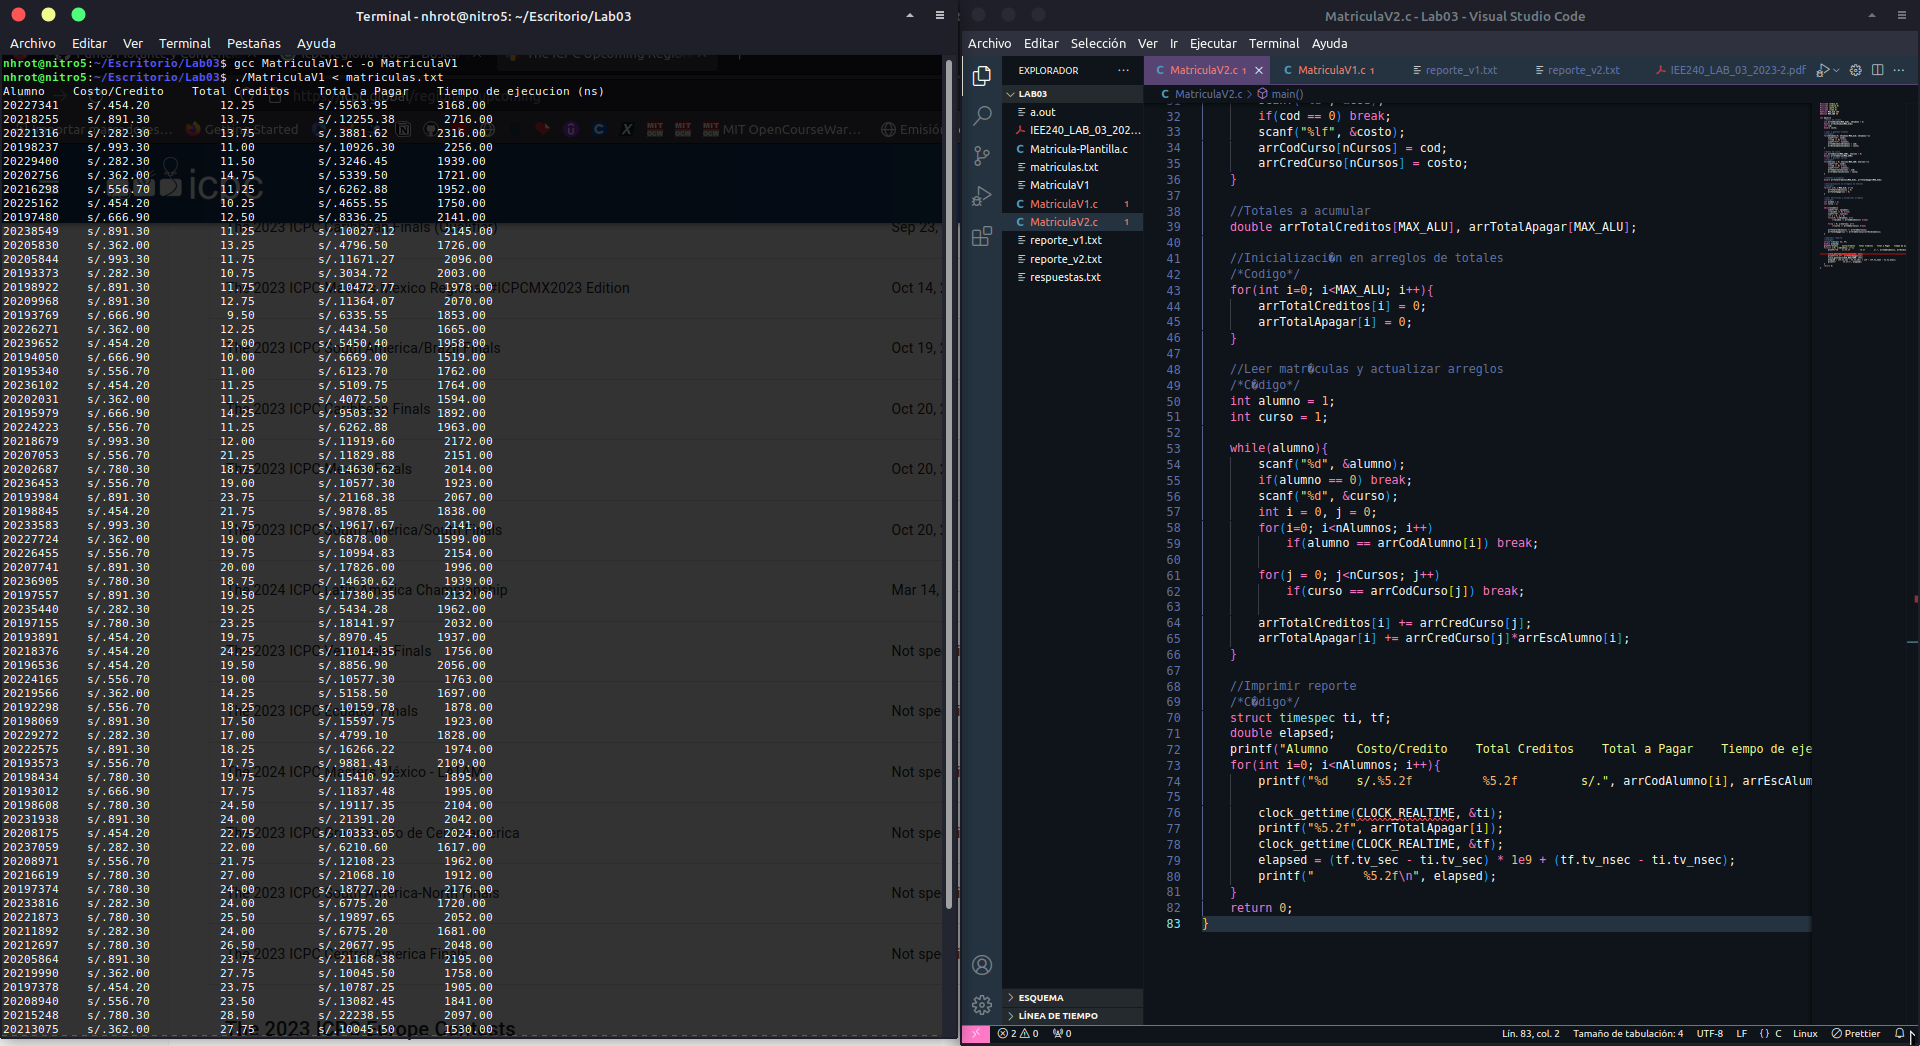 Terminal - nhrot@nitro5: ~/Escritorio/Lab03
Archivo Editar Ver Terminal Pestañas Ayuda
nhrot@nitro5:~/Escritorio/Lab03$ gcc MatriculaV1.c -o MatriculaV1
nhrot@nitro5:~/Escritorio/Lab03$ ./MatriculaV1 < matriculas.txt
Alumno Costo/Credito Total Creditos Total a Pagar Tiempo de ejecucion (ns)
20227341 s/.454.20 12.25 s/.5563.95 3168.00
20218255 s/.891.30 13.75 s/.12255.38 2716.00
20212316 s/.282.30 13.75 s/.3881.62 2316.00
20198237 s/.993.30 11.00 s/.10926.30 2256.00
20229400 s/.282.30 11.50 s/.3246.45 1939.00
20202756 s/.362.00 14.75 s/.5339.50 1721.00
20216298 s/.556.70 11.25 s/.6262.88 1952.00
20225162 s/.454.20 10.25 s/.4655.55 1750.00
20197480 s/.666.90 12.50 s/.8336.25 2141.00
20238549 s/.891.30 11.25 s/.10027.12 2145.00
20205830 s/.362.00 13.25 s/.4796.50 1726.00
20205844 s/.993.30 11.75 s/.11671.27 2096.00
20193373 s/.282.30 10.75 s/.3034.72 2003.00
20198922 s/.891.30 11.75 s/.10472.77 1978.00
20209968 s/.891.30 12.75 s/.11364.07 2070.00
20193769 s/.666.90 9.50 s/.6335.55 1853.00
20226271 s/.362.00 12.25 s/.4434.50 1665.00
20239652 s/.454.20 12.00 s/.5450.40 1958.00
20194050 s/.666.90 10.00 s/.6669.00 1519.00
20195340 s/.556.70 11.00 s/.6123.70 1762.00
20236102 s/.454.20 11.25 s/.5109.75 1764.00
20202031 s/.362.00 11.25 s/.4072.50 1594.00
20195979 s/.666.90 14.25 s/.9503.32 1892.00
20224223 s/.556.70 11.25 s/.6262.88 1963.00
20218679 s/.993.30 12.00 s/.11919.60 2172.00
20207053 s/.556.70 21.25 s/.11829.88 2151.00
20202687 s/.780.30 18.75 s/.14630.62 2014.00
20236453 s/.556.70 19.00 s/.10577.30 1923.00
20193984 s/.891.30 23.75 s/.21168.38 2067.00
20198845 s/.454.20 21.75 s/.9878.85 1838.00
20233583 s/.993.30 19.75 s/.19617.67 2141.00
20227724 s/.362.00 19.00 s/.6878.00 1599.00
20226455 s/.556.70 19.75 s/.10994.83 2154.00
20207741 s/.891.30 20.00 s/.17826.00 1996.00
20236905 s/.780.30 18.75 s/.14630.62 1939.00
20197557 s/.891.30 19.50 s/.17380.35 2132.00
20235440 s/.282.30 19.25 s/.5434.28 1962.00
20197155 s/.780.30 23.25 s/.18141.97 2032.00
20193891 s/.454.20 19.75 s/.8970.45 1937.00
20218376 s/.454.20 24.25 s/.11014.35 1756.00
20196536 s/.454.20 19.50 s/.8856.90 2056.00
20224165 s/.556.70 19.00 s/.10577.30 1763.00
20219566 s/.362.00 14.25 s/.5158.50 1697.00
20192298 s/.556.70 18.25 s/.10159.78 1878.00
20198069 s/.891.30 17.50 s/.15597.75 1923.00
20229272 s/.282.30 17.00 s/.4799.10 1828.00
20222575 s/.891.30 18.25 s/.16266.22 1974.00
20193573 s/.556.70 17.75 s/.9881.43 2109.00
20198434 s/.780.30 19.75 s/.15410.92 1895.00
20193012 s/.666.90 17.75 s/.11837.48 1995.00
20198608 s/.780.30 24.50 s/.19117.35 2104.00
20231938 s/.891.30 24.00 s/.21391.20 2042.00
20208175 s/.454.20 22.75 s/.10333.05 2024.00
20237059 s/.282.30 22.00 s/.6210.60 1617.00
20208971 s/.556.70 21.75 s/.12108.23 1962.00
20216619 s/.780.30 27.00 s/.21068.10 1912.00
20197374 s/.780.30 24.00 s/.18727.20 2176.00
20233816 s/.282.30 24.00 s/.6775.20 1720.00
20221873 s/.780.30 25.50 s/.19897.65 2052.00
20211892 s/.282.30 24.00 s/.6775.20 1681.00
20212697 s/.780.30 26.50 s/.20677.95 2048.00
20205864 s/.891.30 23.75 s/.21168.38 2195.00
20219990 s/.362.00 27.75 s/.10045.50 1758.00
20197378 s/.454.20 23.75 s/.10787.25 1905.00
20208940 s/.556.70 23.50 s/.13082.45 1841.00
20215248 s/.780.30 28.50 s/.22238.55 2097.00
20213075 s/.362.00 27.75 s/.10045.50 1530.00
MatriculaV2.c - Lab03 - Visual Studio Code
Archivo Editar Selección Ver Ir Ejecutar Terminal Ayuda
EXPLORADOR ···
LAB03
a.out
IEE240_LAB_03_202...
Matricula-Plantilla.c
matriculas.txt
MatriculaV1
MatriculaV1.c 1
MatriculaV2.c 1
reporte_v1.txt
reporte_v2.txt
respuestas.txt
ESQUEMA
LÍNEA DE TIEMPO
MatriculaV2.c 1 MatriculaV1.c 1 reporte_v1.txt reporte_v2.txt IEE240_LAB_03_2023-2.pdf
MatriculaV2.c > main()
32 if(cod == 0) break;
33 scanf("%lf", &costo);
34 arrCodCurso[nCursos] = cod;
35 arrCredCurso[nCursos] = costo;
36 }
37
38 //Totales a acumular
39 double arrTotalCreditos[MAX_ALU], arrTotalApagar[MAX_ALU];
40
41 //Inicializaci�n en arreglos de totales
42 /*Codigo*/
43 for(int i=0; i<MAX_ALU; i++){
44 arrTotalCreditos[i] = 0;
45 arrTotalApagar[i] = 0;
46 }
47
48 //Leer matr�culas y actualizar arreglos
49 /*C�digo*/
50 int alumno = 1;
51 int curso = 1;
52
53 while(alumno){
54 scanf("%d", &alumno);
55 if(alumno == 0) break;
56 scanf("%d", &curso);
57 int i = 0, j = 0;
58 for(i=0; i<nAlumnos; i++)
59 if(alumno == arrCodAlumno[i]) break;
60
61 for(j = 0; j<nCursos; j++)
62 if(curso == arrCodCurso[j]) break;
63
64 arrTotalCreditos[i] += arrCredCurso[j];
65 arrTotalApagar[i] += arrCredCurso[j]*arrEscAlumno[i];
66 }
67
68 //Imprimir reporte
69 /*C�digo*/
70 struct timespec ti, tf;
71 double elapsed;
72 printf("Alumno Costo/Credito Total Creditos Total a Pagar Tiempo de eje
73 for(int i=0; i<nAlumnos; i++){
74 printf("%d s/.%5.2f %5.2f s/.", arrCodAlumno[i], arrEscAlum
75
76 clock_gettime(CLOCK_REALTIME, &ti);
77 printf("%5.2f", arrTotalApagar[i]);
78 clock_gettime(CLOCK_REALTIME, &tf);
79 elapsed = (tf.tv_sec - ti.tv_sec) * 1e9 + (tf.tv_nsec - ti.tv_nsec);
80 printf(" %5.2f\n", elapsed);
81 }
82 return 0;
83 }
2 0 0 Lín. 83, col. 2 Tamaño de tabulación: 4 UTF-8 LF {} C Linux Prettier